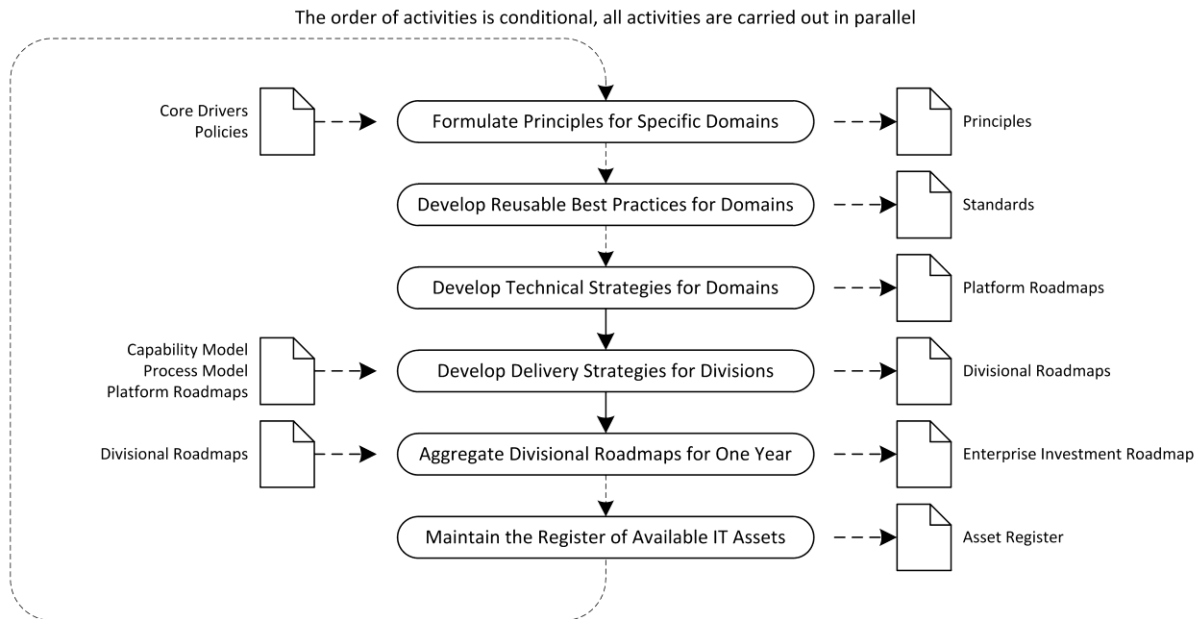 The order of activities is conditional, all activities are carried out in parallel
Core Drivers
Policies
Formulate Principles for Specific Domains
Principles
Develop Reusable Best Practices for Domains
Standards
Develop Technical Strategies for Domains
Platform Roadmaps
Capability Model
Process Model
Platform Roadmaps
Develop Delivery Strategies for Divisions
Divisional Roadmaps
Divisional Roadmaps
Aggregate Divisional Roadmaps for One Year
Enterprise Investment Roadmap
Maintain the Register of Available IT Assets
Asset Register